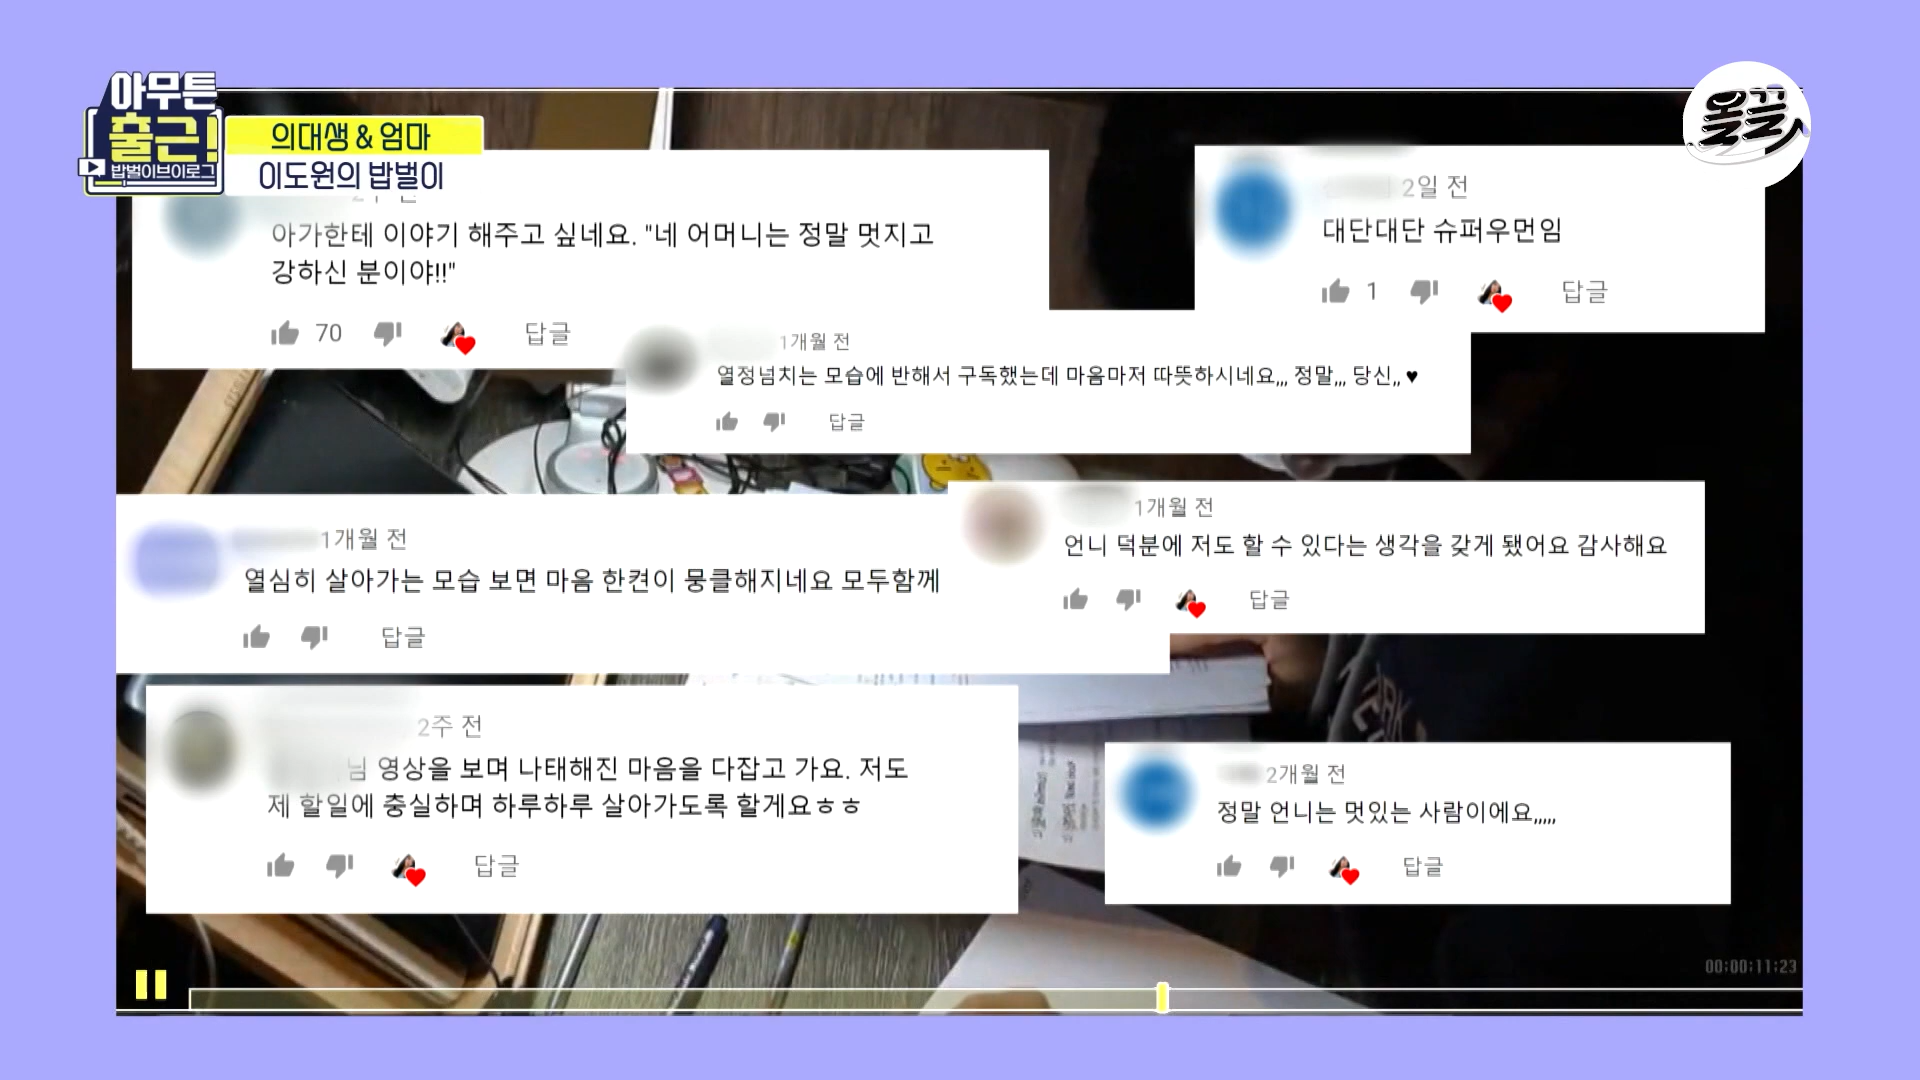 아무튼
출근!
밥벌이브이로그
의대생 & 엄마
이도원의 밥벌이
올끌
아가한테 이야기 해주고 싶네요. "네 어머니는 정말 멋지고
강하신 분이야!!"
70 답글
2일 전
대단대단 슈퍼우먼임
1 답글
1개월 전
열정넘치는 모습에 반해서 구독했는데 마음마저 따뜻하시네요,,, 정말,,, 당신,, ♥
답글
1개월 전
열심히 살아가는 모습 보면 마음 한켠이 뭉클해지네요 모두함께
답글
1개월 전
언니 덕분에 저도 할 수 있다는 생각을 갖게 됐어요 감사해요
답글
2주 전
님 영상을 보며 나태해진 마음을 다잡고 가요. 저도
제 할일에 충실하며 하루하루 살아가도록 할게요ㅎㅎ
답글
2개월 전
정말 언니는 멋있는 사람이에요,,,,,
답글
00:00:11:23